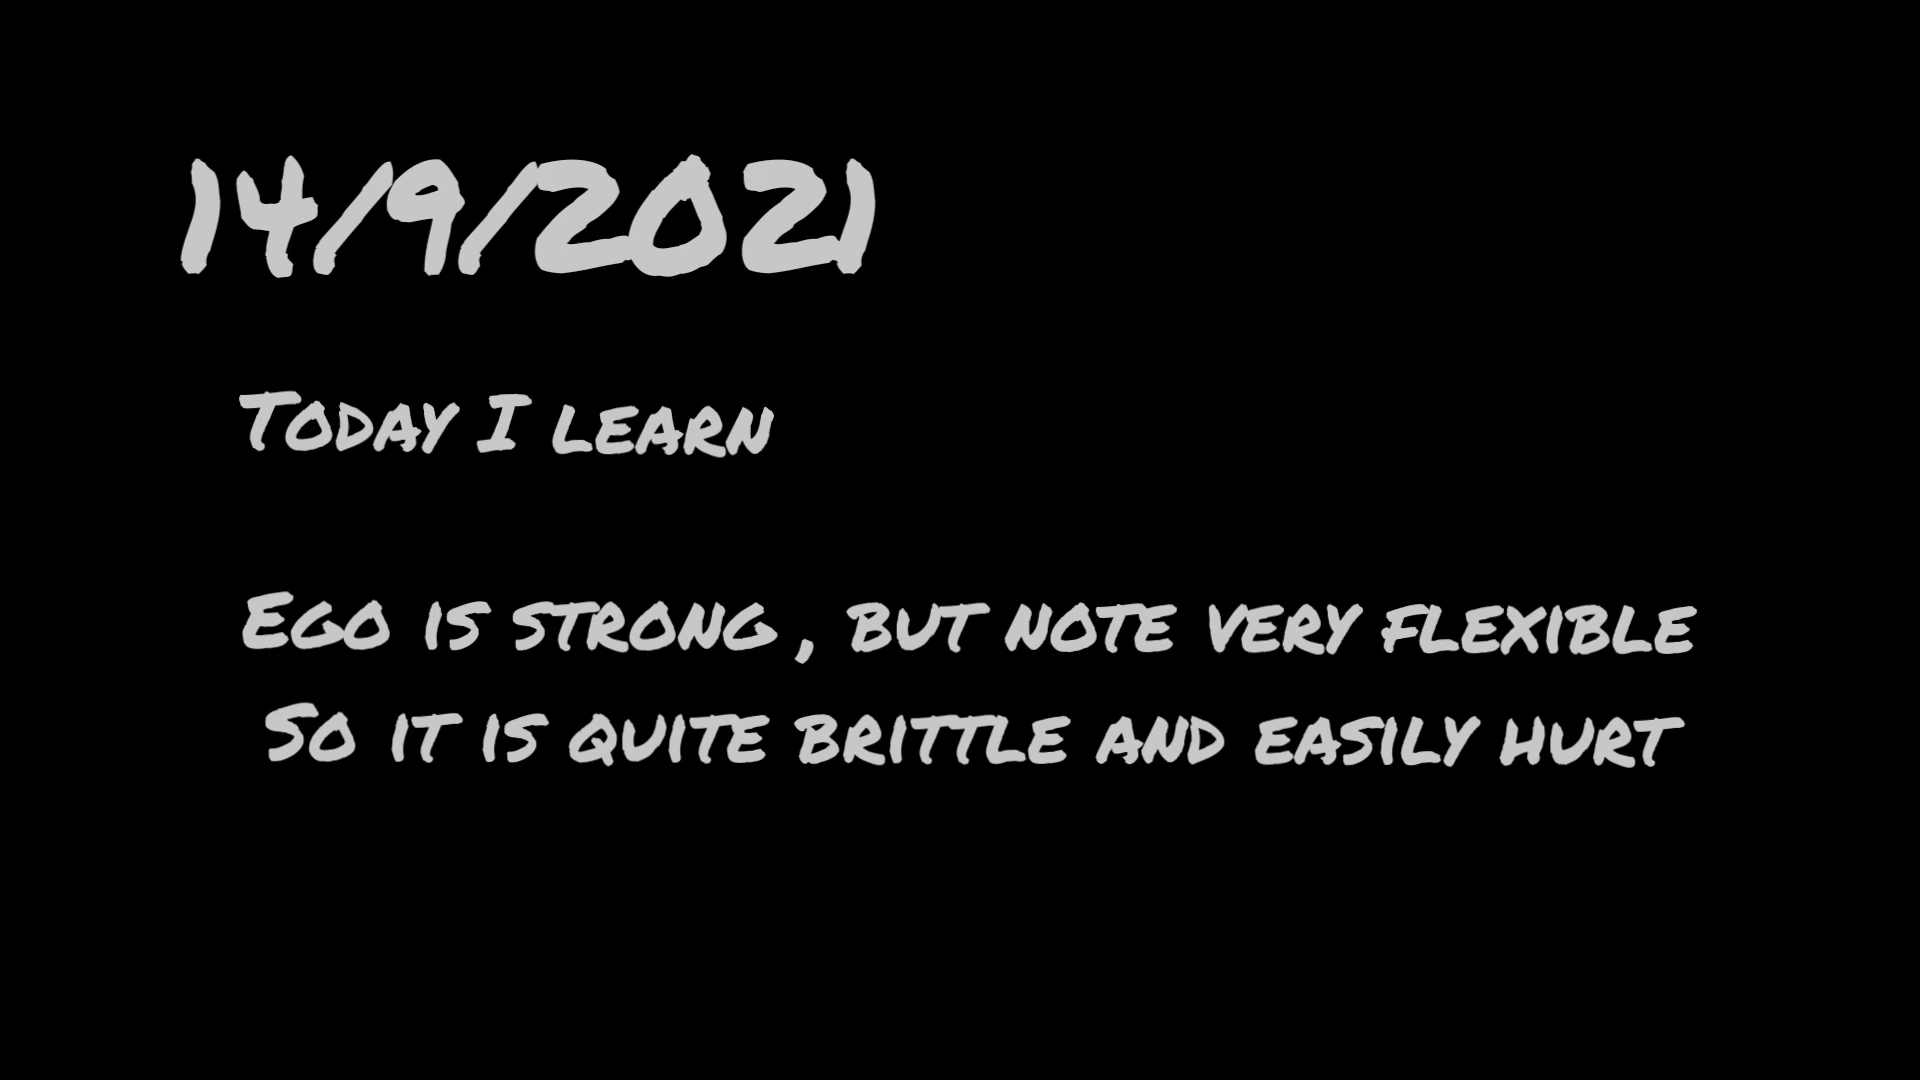 14/9/2021
Today I learn
Ego is strong , but note very flexible
So it is quite brittle and easily hurt